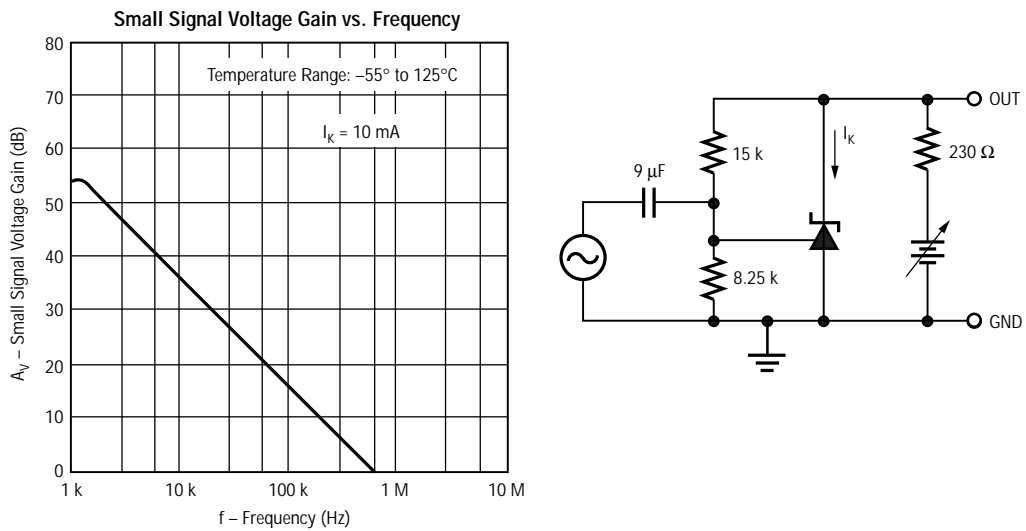 Small Signal Voltage Gain vs. Frequency
80
70
60
50
40
30
20
10
0
A_V – Small Signal Voltage Gain (dB)
Temperature Range: –55° to 125°C
I_K = 10 mA
1 k
10 k
100 k
1 M
10 M
f – Frequency (Hz)
OUT
I_K
15 k
230 Ω
9 μF
8.25 k
GND